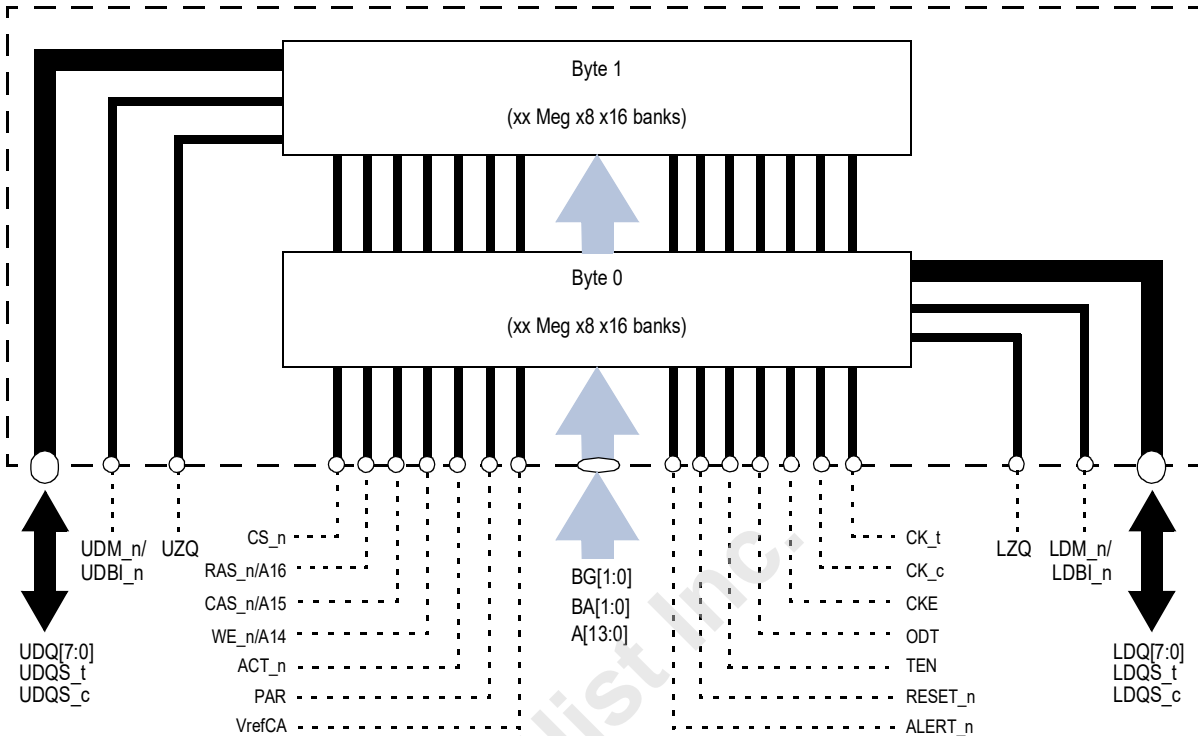 Byte 1
(xx Meg x8 x16 banks)
Byte 0
(xx Meg x8 x16 banks)
UDM_n/
UDBI_n
UZQ
UDQ[7:0]
UDQS_t
UDQS_c
CS_n
RAS_n/A16
CAS_n/A15
WE_n/A14
ACT_n
PAR
VrefCA
BG[1:0]
BA[1:0]
A[13:0]
CK_t
CK_c
CKE
ODT
TEN
RESET_n
ALERT_n
LZQ
LDM_n/
LDBI_n
LDQ[7:0]
LDQS_t
LDQS_c
list Inc.